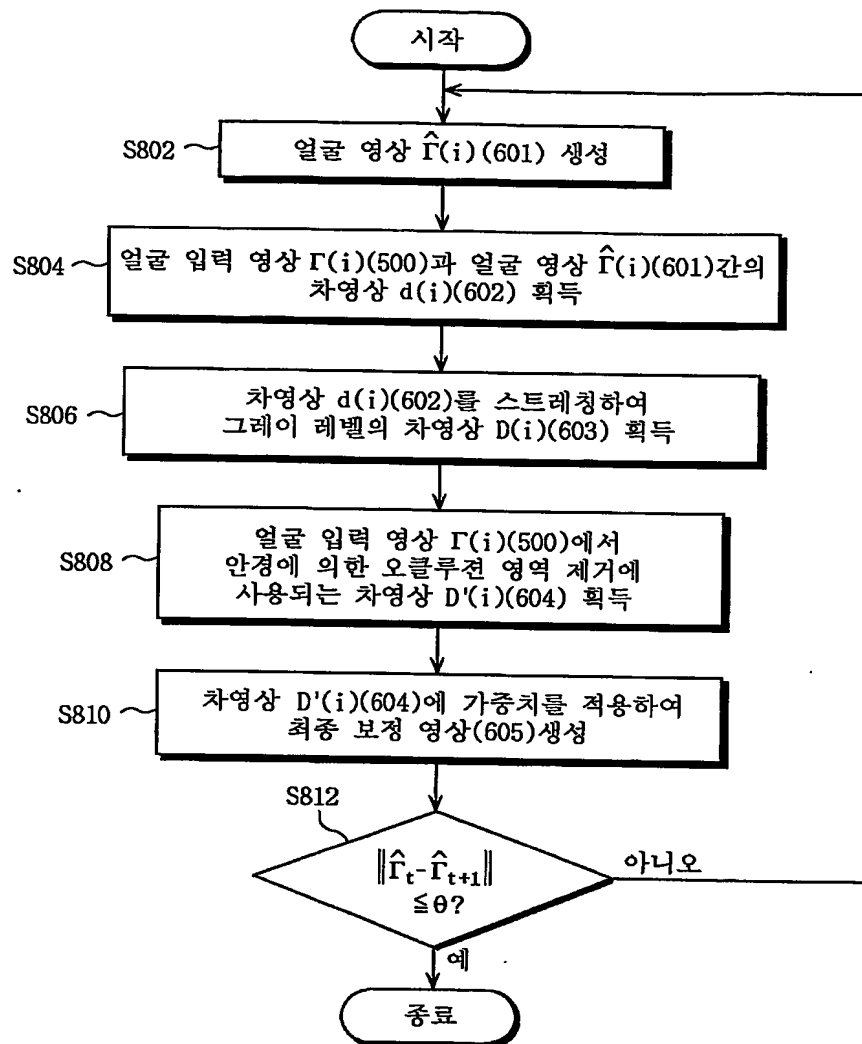 시작
S802
얼굴 영상 Γ̂(i)(601) 생성
S804
얼굴 입력 영상 Γ(i)(500)과 얼굴 영상 Γ̂(i)(601)간의
차영상 d(i)(602) 획득
S806
차영상 d(i)(602)를 스트레칭하여
그레이 레벨의 차영상 D(i)(603) 획득
S808
얼굴 입력 영상 Γ(i)(500)에서
안경에 의한 오클루젼 영역 제거에
사용되는 차영상 D'(i)(604) 획득
S810
차영상 D'(i)(604)에 가중치를 적용하여
최종 보정 영상(605)생성
S812
‖Γ̂t-Γ̂t+1‖
≦θ?
아니오
예
종료